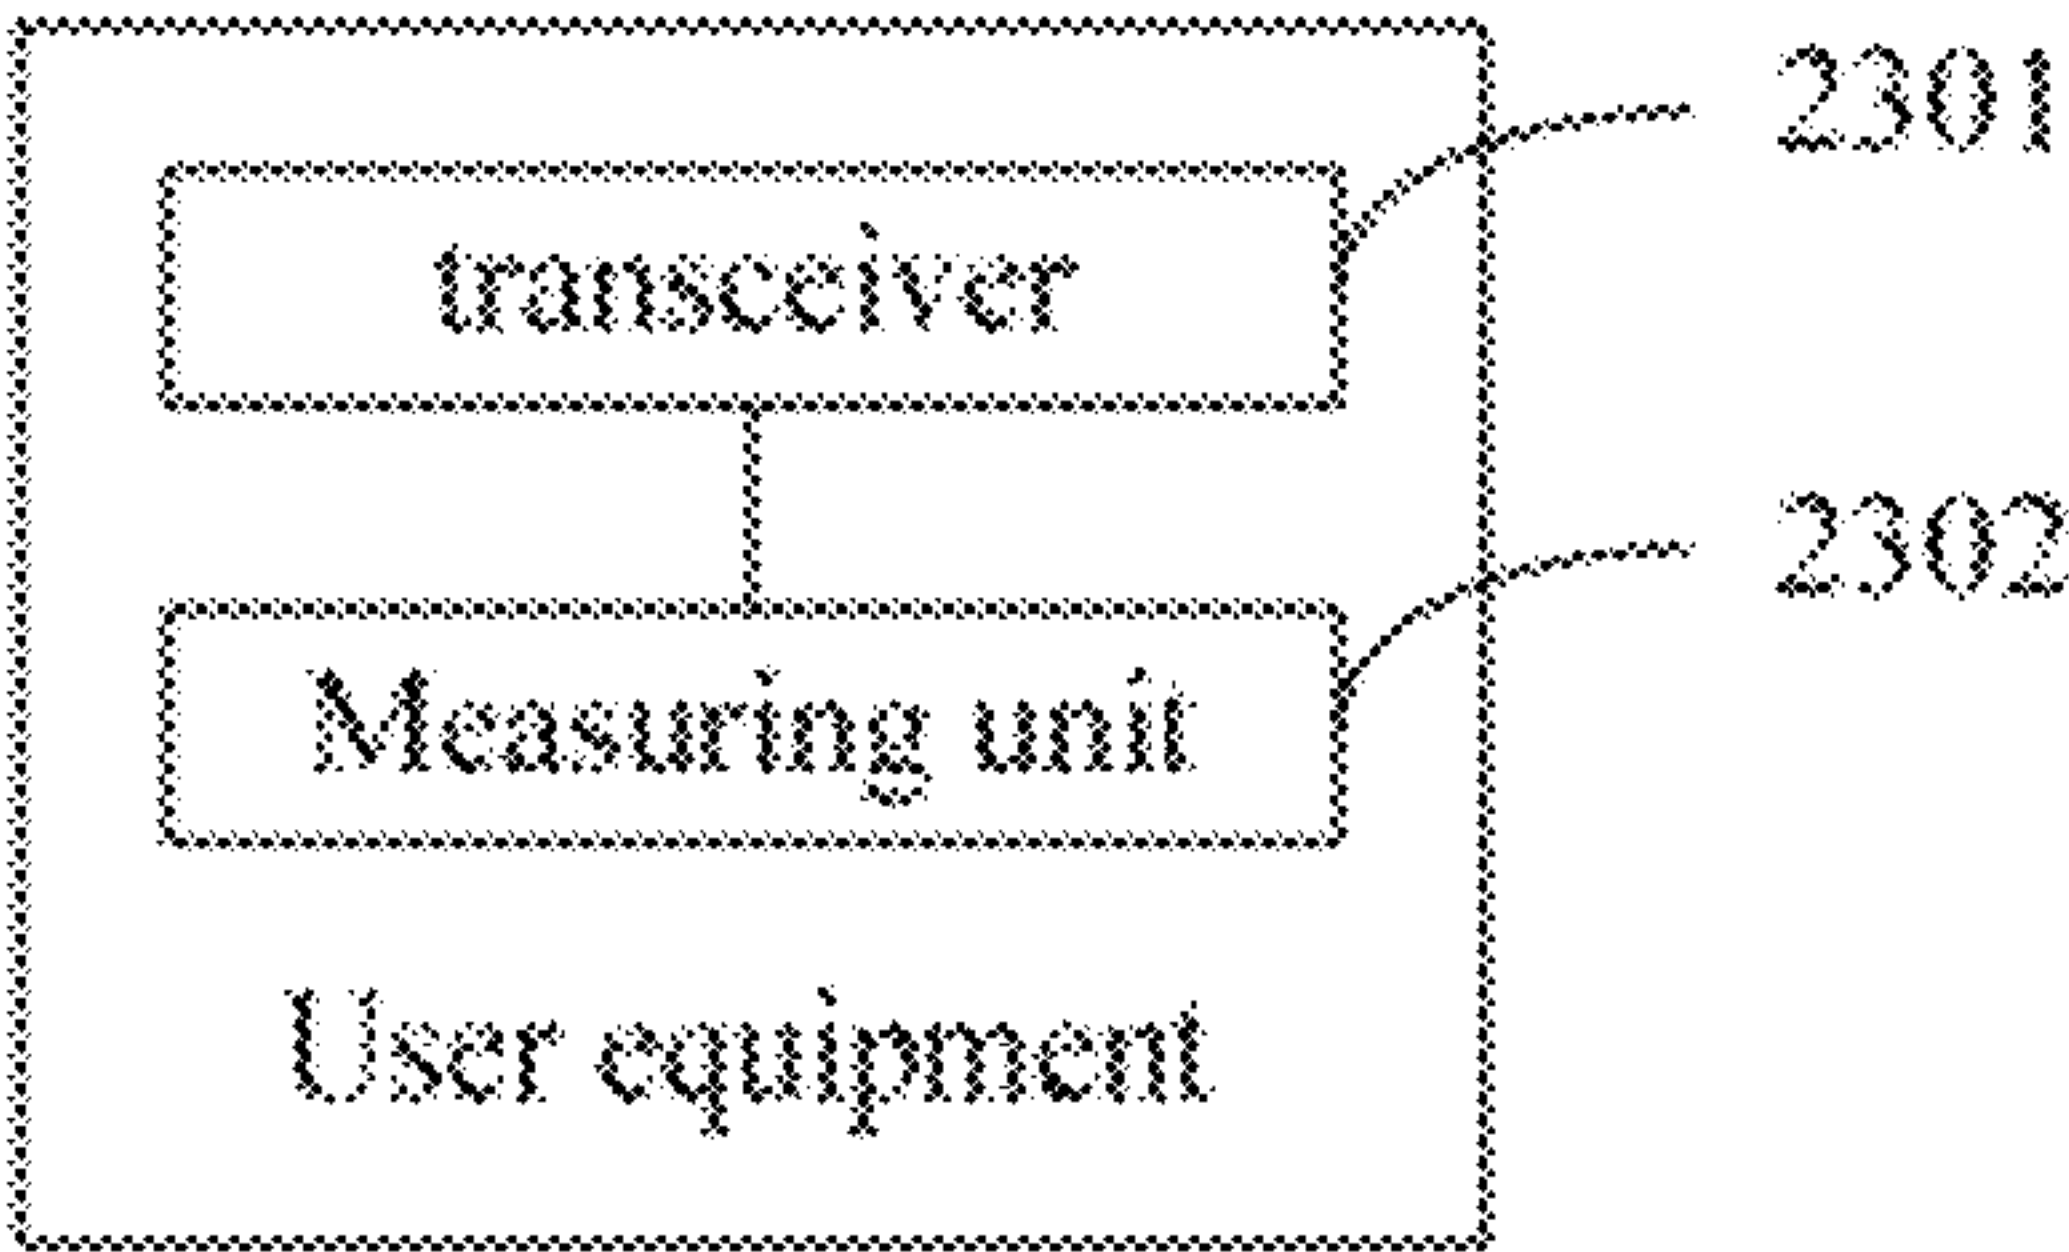 2301
transceiver
2302
Measuring unit
User equipment